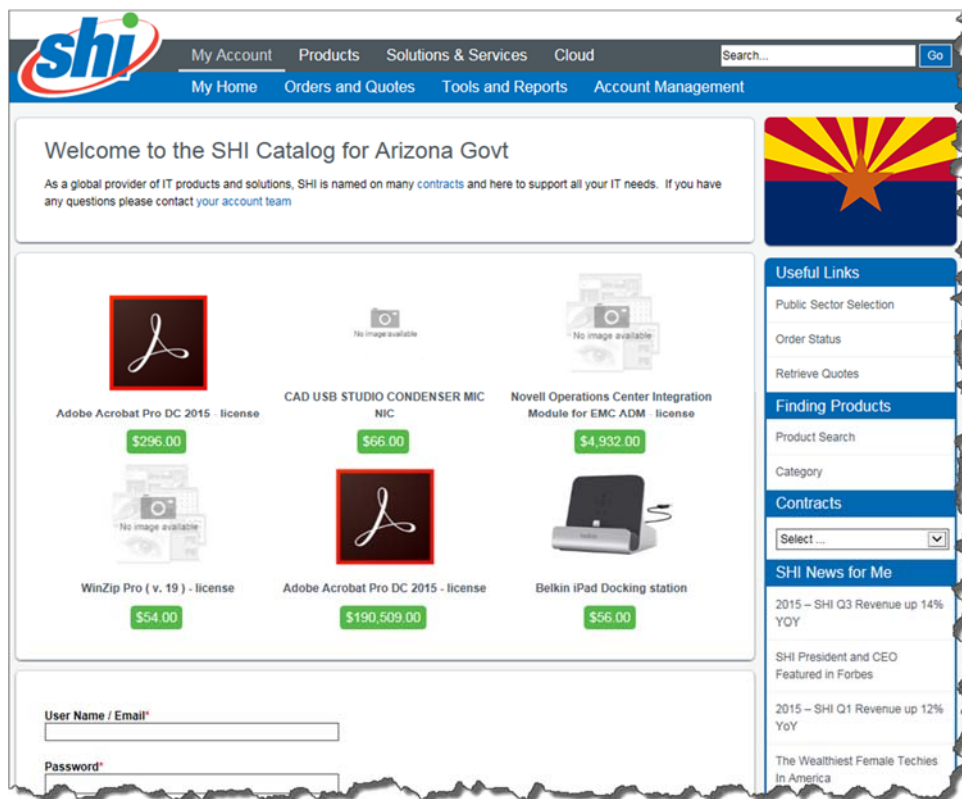 shi
My Account Products Solutions & Services Cloud Search... Go
My Home Orders and Quotes Tools and Reports Account Management
Welcome to the SHI Catalog for Arizona Govt
As a global provider of IT products and solutions, SHI is named on many contracts and here to support all your IT needs. If you have
any questions please contact your account team
No image available
No image available
Adobe Acrobat Pro DC 2015 - license
CAD USB STUDIO CONDENSER MIC
NIC
Novell Operations Center Integration
Module for EMC ADM - license
$296.00
$66.00
$4,932.00
No image available
belkin
WinZip Pro ( v. 19 ) - license
Adobe Acrobat Pro DC 2015 - license
Belkin iPad Docking station
$54.00
$190,509.00
$56.00
User Name / Email*
Password*
Useful Links
Public Sector Selection
Order Status
Retrieve Quotes
Finding Products
Product Search
Category
Contracts
Select ...
SHI News for Me
2015 – SHI Q3 Revenue up 14%
YOY
SHI President and CEO
Featured in Forbes
2015 – SHI Q1 Revenue up 12%
YoY
The Wealthiest Female Techies
In America